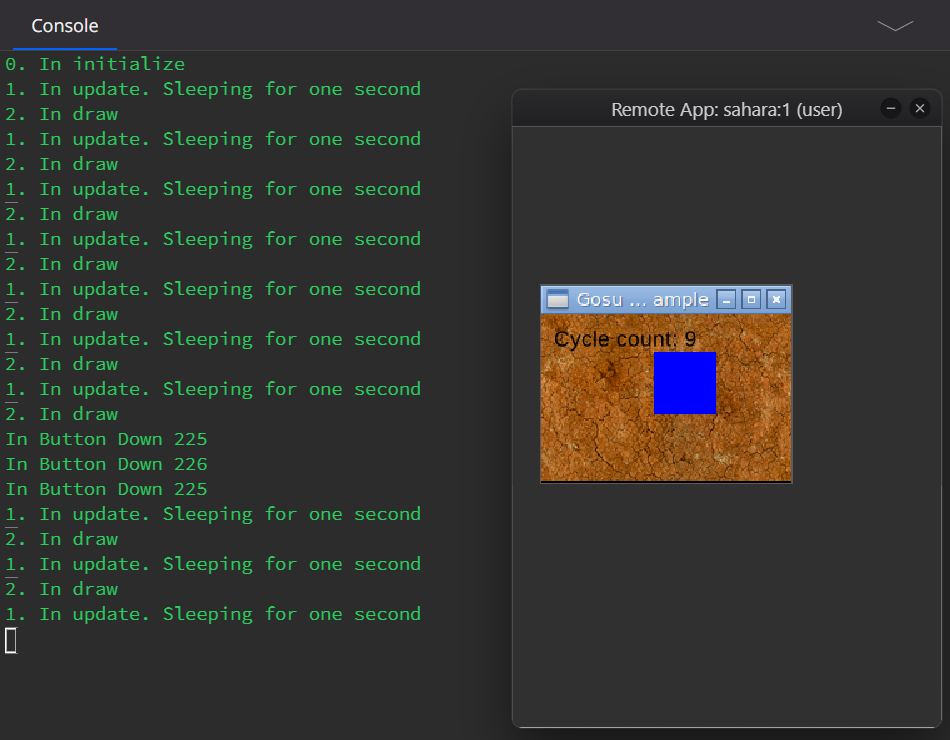 Console
0. In initialize
1. In update. Sleeping for one second
2. In draw
1. In update. Sleeping for one second
2. In draw
1. In update. Sleeping for one second
2. In draw
1. In update. Sleeping for one second
2. In draw
1. In update. Sleeping for one second
2. In draw
1. In update. Sleeping for one second
2. In draw
1. In update. Sleeping for one second
2. In draw
In Button Down 225
In Button Down 226
In Button Down 225
1. In update. Sleeping for one second
2. In draw
1. In update. Sleeping for one second
2. In draw
1. In update. Sleeping for one second
Remote App: sahara:1 (user)
Gosu ... ample
Cycle count: 9